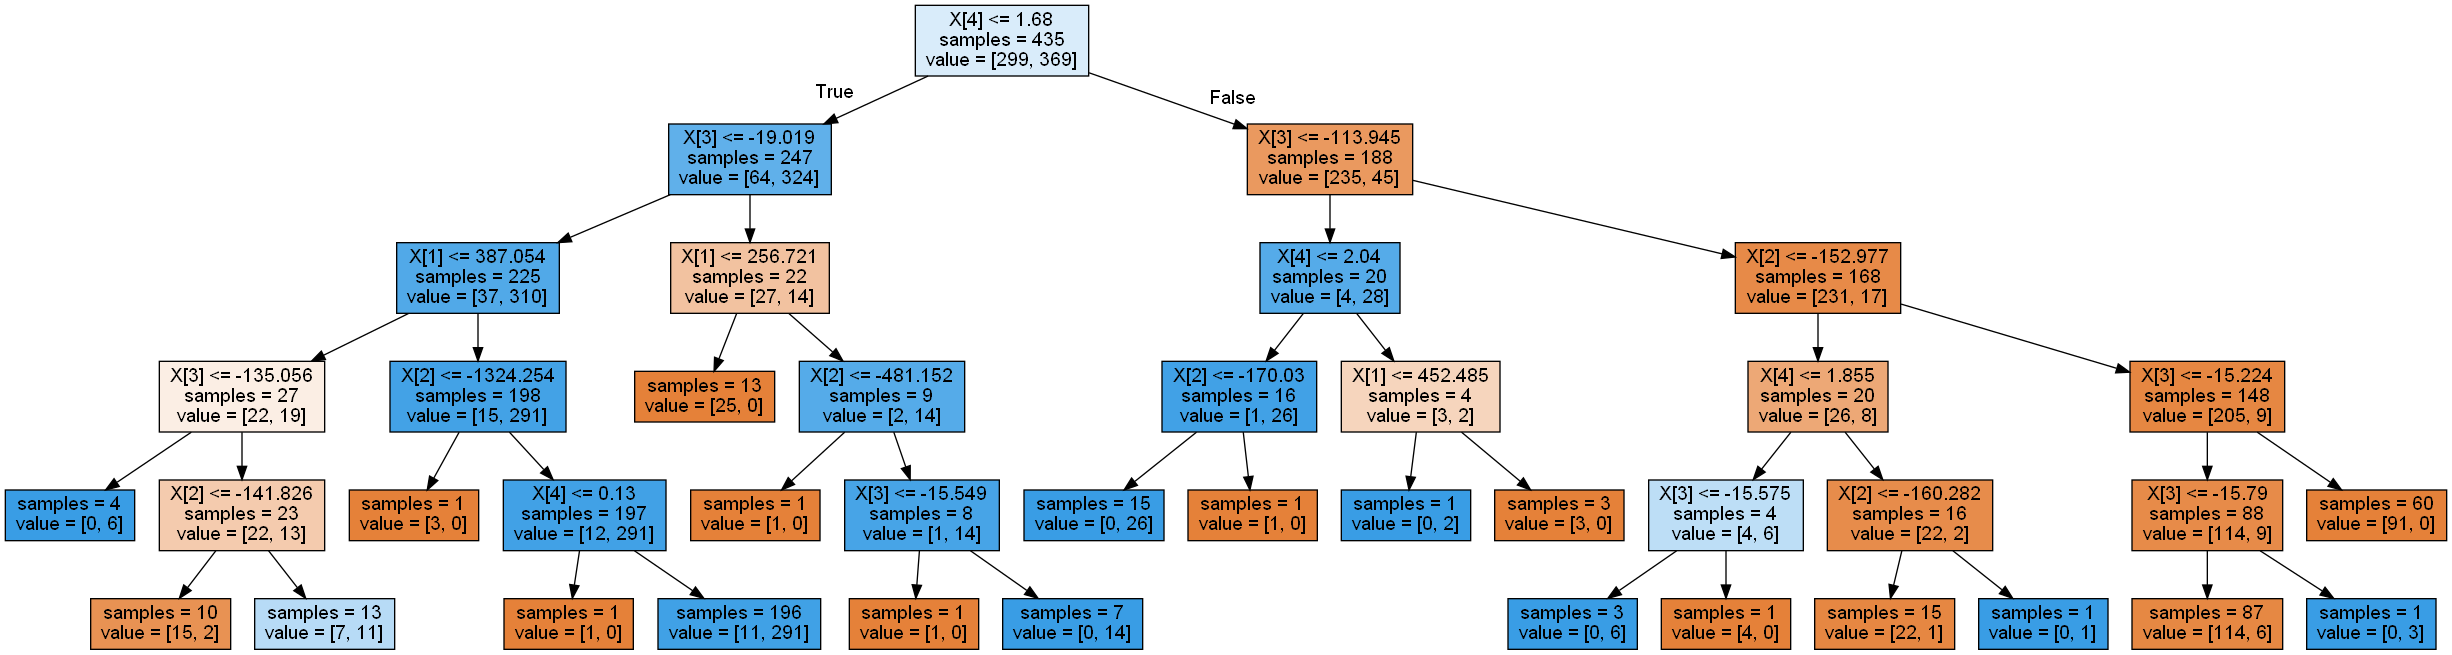 X[4] <= 1.68
samples = 435
value = [299, 369]
True
False
X[3] <= -19.019
samples = 247
value = [64, 324]
X[3] <= -113.945
samples = 188
value = [235, 45]
X[1] <= 387.054
samples = 225
value = [37, 310]
X[1] <= 256.721
samples = 22
value = [27, 14]
X[4] <= 2.04
samples = 20
value = [4, 28]
X[2] <= -152.977
samples = 168
value = [231, 17]
X[3] <= -135.056
samples = 27
value = [22, 19]
X[2] <= -1324.254
samples = 198
value = [15, 291]
samples = 13
value = [25, 0]
X[2] <= -481.152
samples = 9
value = [2, 14]
X[2] <= -170.03
samples = 16
value = [1, 26]
X[1] <= 452.485
samples = 4
value = [3, 2]
X[4] <= 1.855
samples = 20
value = [26, 8]
X[3] <= -15.224
samples = 148
value = [205, 9]
samples = 4
value = [0, 6]
X[2] <= -141.826
samples = 23
value = [22, 13]
samples = 1
value = [3, 0]
X[4] <= 0.13
samples = 197
value = [12, 291]
samples = 1
value = [1, 0]
X[3] <= -15.549
samples = 8
value = [1, 14]
samples = 15
value = [0, 26]
samples = 1
value = [1, 0]
samples = 1
value = [0, 2]
samples = 3
value = [3, 0]
X[3] <= -15.575
samples = 4
value = [4, 6]
X[2] <= -160.282
samples = 16
value = [22, 2]
X[3] <= -15.79
samples = 88
value = [114, 9]
samples = 60
value = [91, 0]
samples = 10
value = [15, 2]
samples = 13
value = [7, 11]
samples = 1
value = [1, 0]
samples = 196
value = [11, 291]
samples = 1
value = [1, 0]
samples = 7
value = [0, 14]
samples = 3
value = [0, 6]
samples = 1
value = [4, 0]
samples = 15
value = [22, 1]
samples = 1
value = [0, 1]
samples = 87
value = [114, 6]
samples = 1
value = [0, 3]